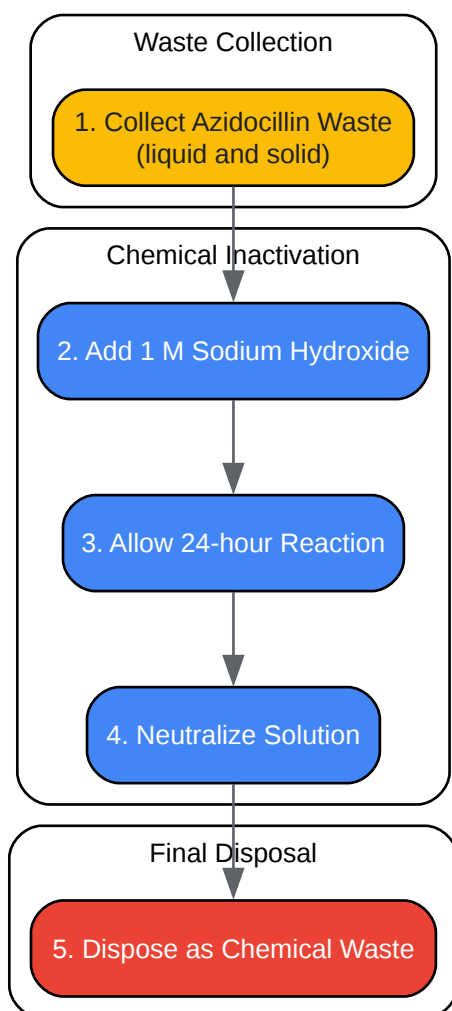 Waste Collection
1. Collect Azidocillin Waste
(liquid and solid)
Chemical Inactivation
2. Add 1 M Sodium Hydroxide
3. Allow 24-hour Reaction
4. Neutralize Solution
Final Disposal
5. Dispose as Chemical Waste